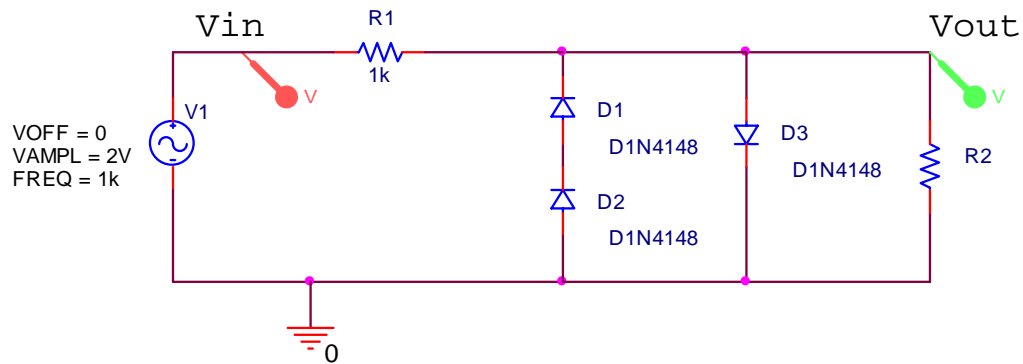 Vin
Vout
R1
1k
V
V
V1
VOFF = 0
VAMPL = 2V
FREQ = 1k
D1
D1N4148
D2
D1N4148
D3
D1N4148
R2
0